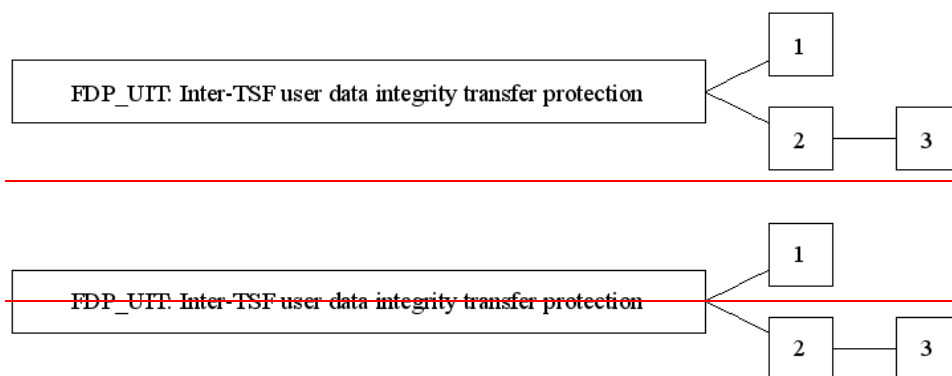 1
FDP_UIT: Inter-TSF user data integrity transfer protection
2 3
1
FDP_UIT: Inter-TSF user data integrity transfer protection
2 3